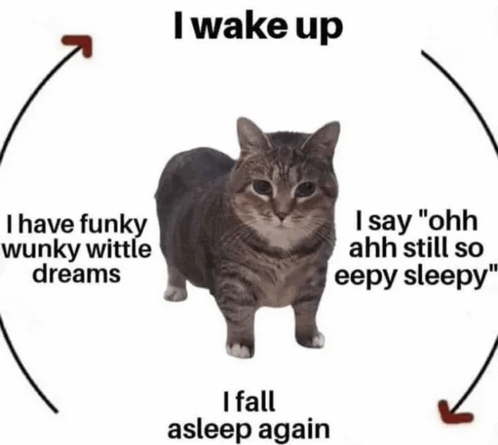 I wake up
I say "ohh
ahh still so
eepy sleepy"
I fall
asleep again
I have funky
wunky wittle
dreams